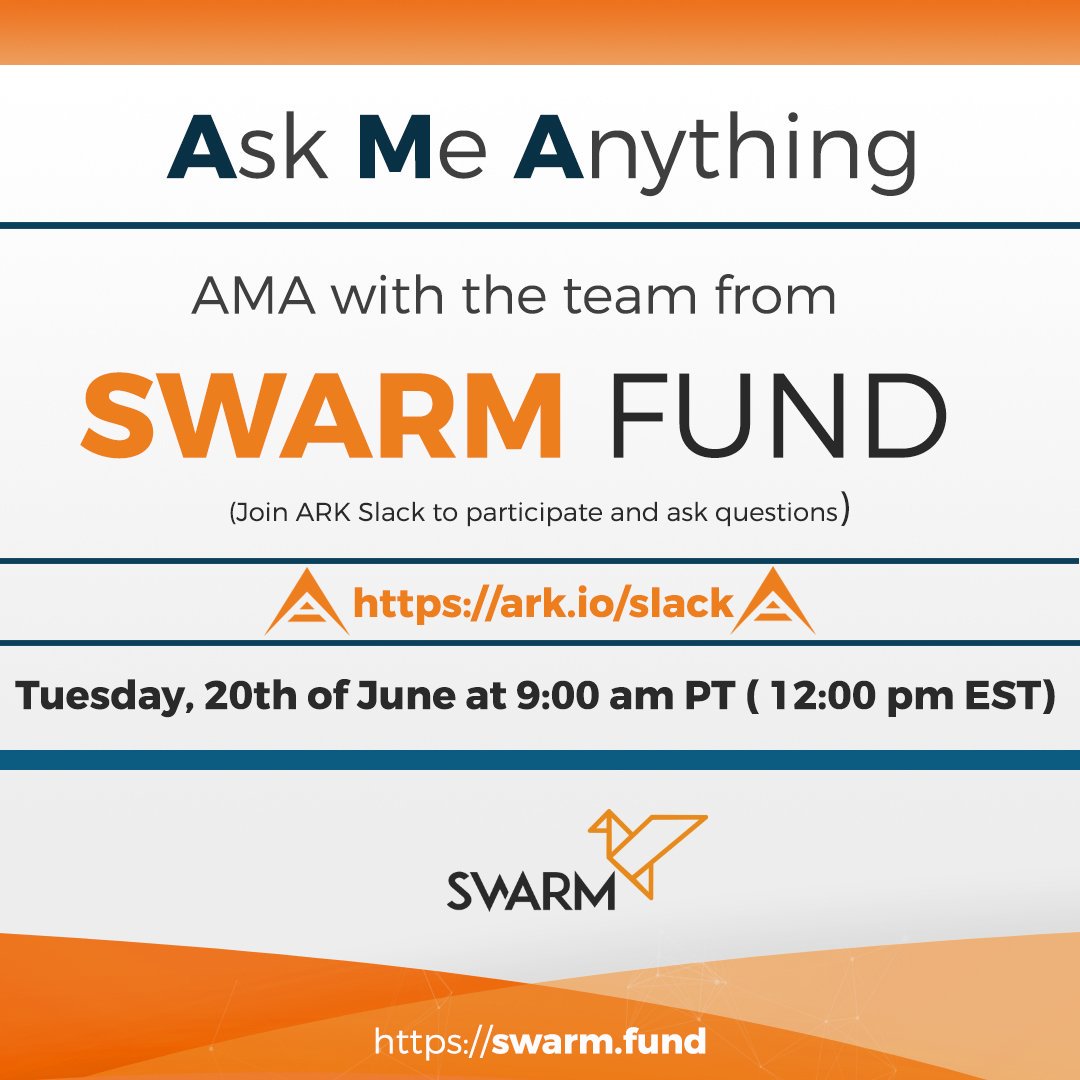 Ask Me Anything
AMA with the team from
SWARM FUND
(Join ARK Slack to participate and ask questions)
https://ark.io/slack
Tuesday, 20th of June at 9:00 am PT ( 12:00 pm EST)
SWARM
https://swarm.fund